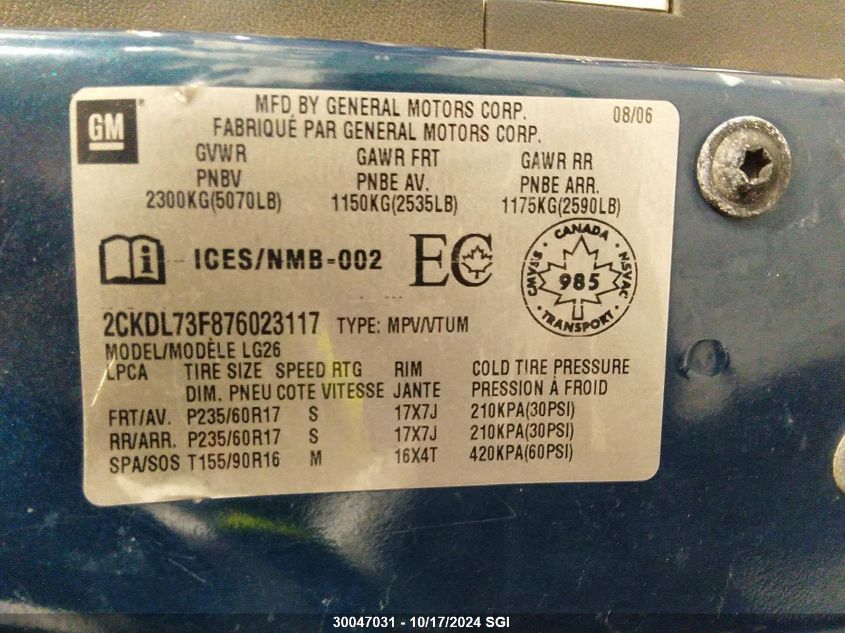 GM
MFD BY GENERAL MOTORS CORP. 08/06
FABRIQUÉ PAR GENERAL MOTORS CORP.
GVWR GAWR FRT GAWR RR
PNBV PNBE AV. PNBE ARR.
2300KG(5070LB) 1150KG(2535LB) 1175KG(2590LB)
i ICES/NMB-002 EC
CANADA
CMVSS 985 NSVAC
TRANSPORT
2CKDL73F876023117 TYPE: MPV/VTUM
MODEL/MODÈLE LG26
LPCA TIRE SIZE SPEED RTG RIM COLD TIRE PRESSURE
DIM. PNEU COTE VITESSE JANTE PRESSION À FROID
FRT/AV. P235/60R17 S 17X7J 210KPA(30PSI)
RR/ARR. P235/60R17 S 17X7J 210KPA(30PSI)
SPA/SOS T155/90R16 M 16X4T 420KPA(60PSI)
30047031 - 10/17/2024 SGI